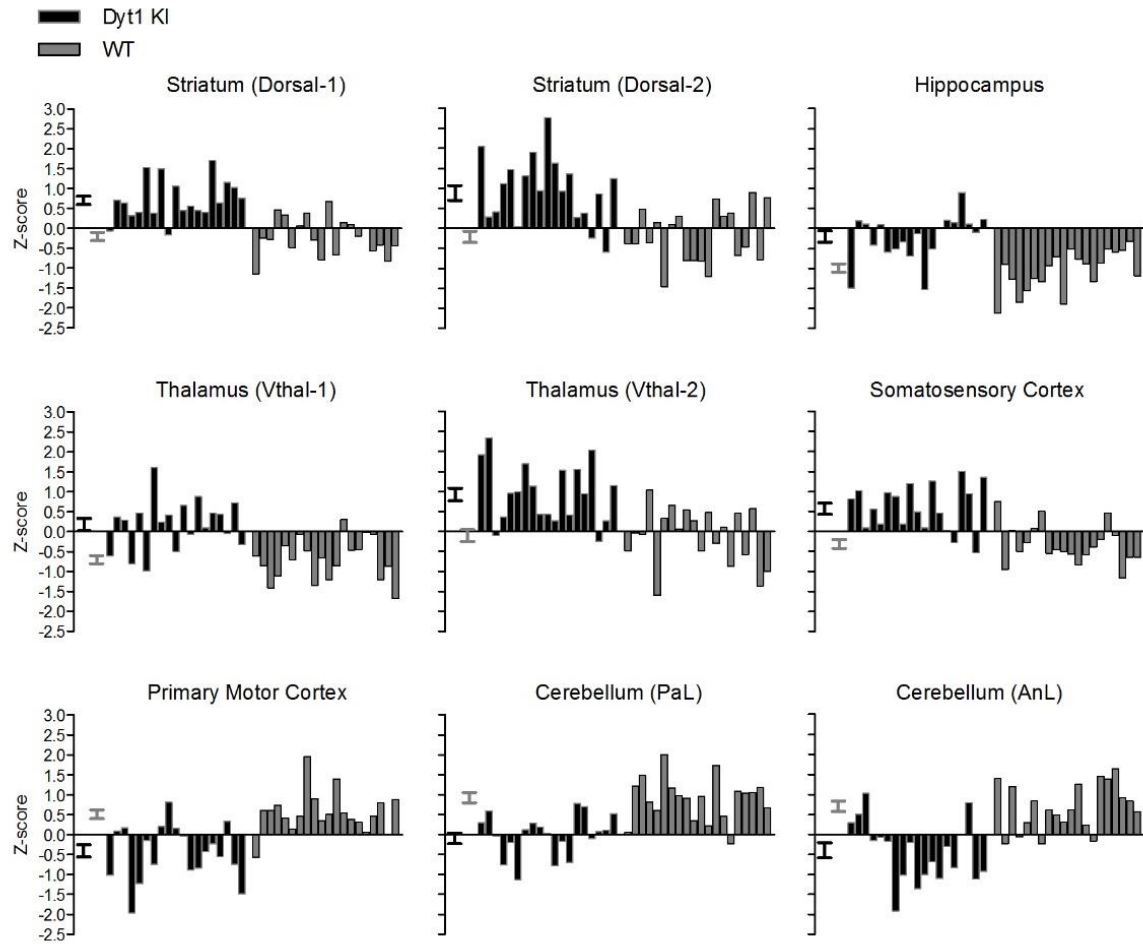 Dyt1 KI
WT
Striatum (Dorsal-1)
Striatum (Dorsal-2)
Hippocampus
Z-score
3.0
2.5
2.0
1.5
1.0
0.5
0.0
-0.5
-1.0
-1.5
-2.0
-2.5
Thalamus (Vthal-1)
Thalamus (Vthal-2)
Somatosensory Cortex
Z-score
3.0
2.5
2.0
1.5
1.0
0.5
0.0
-0.5
-1.0
-1.5
-2.0
-2.5
Primary Motor Cortex
Cerebellum (PaL)
Cerebellum (AnL)
Z-score
3.0
2.5
2.0
1.5
1.0
0.5
0.0
-0.5
-1.0
-1.5
-2.0
-2.5